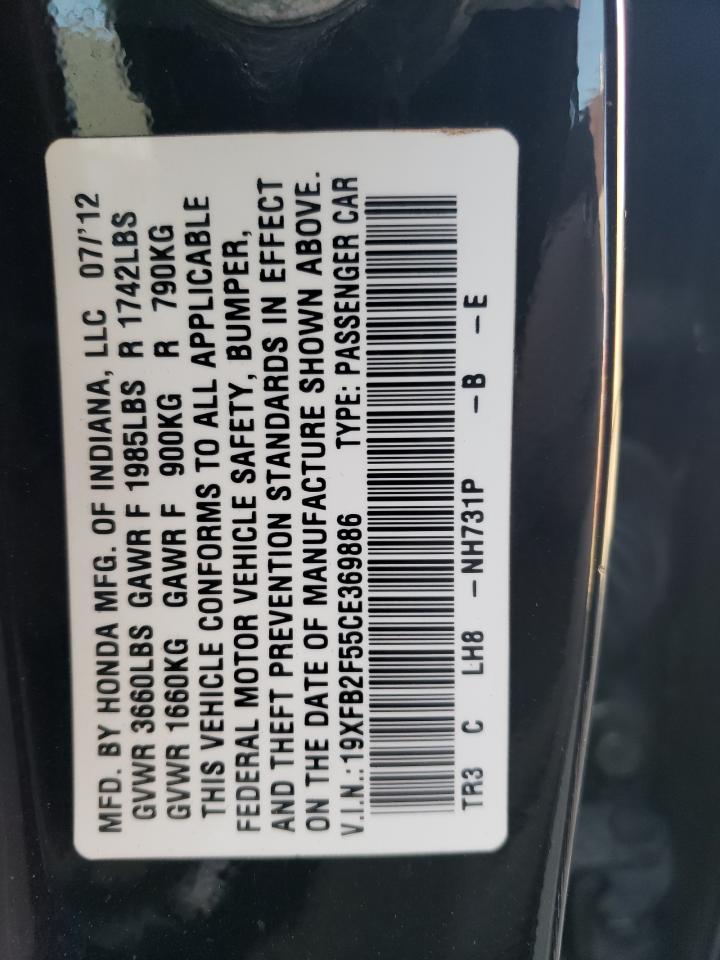 MFD. BY HONDA MFG. OF INDIANA, LLC 07/'12
GVWR 3660LBS GAWR F 1985LBS R 1742LBS
GVWR 1660KG GAWR F 900KG R 790KG
THIS VEHICLE CONFORMS TO ALL APPLICABLE
FEDERAL MOTOR VEHICLE SAFETY, BUMPER,
AND THEFT PREVENTION STANDARDS IN EFFECT
ON THE DATE OF MANUFACTURE SHOWN ABOVE.
V.I.N.:19XFB2F55CE369886 TYPE: PASSENGER CAR
TR3 C LH8 -NH731P -B -E